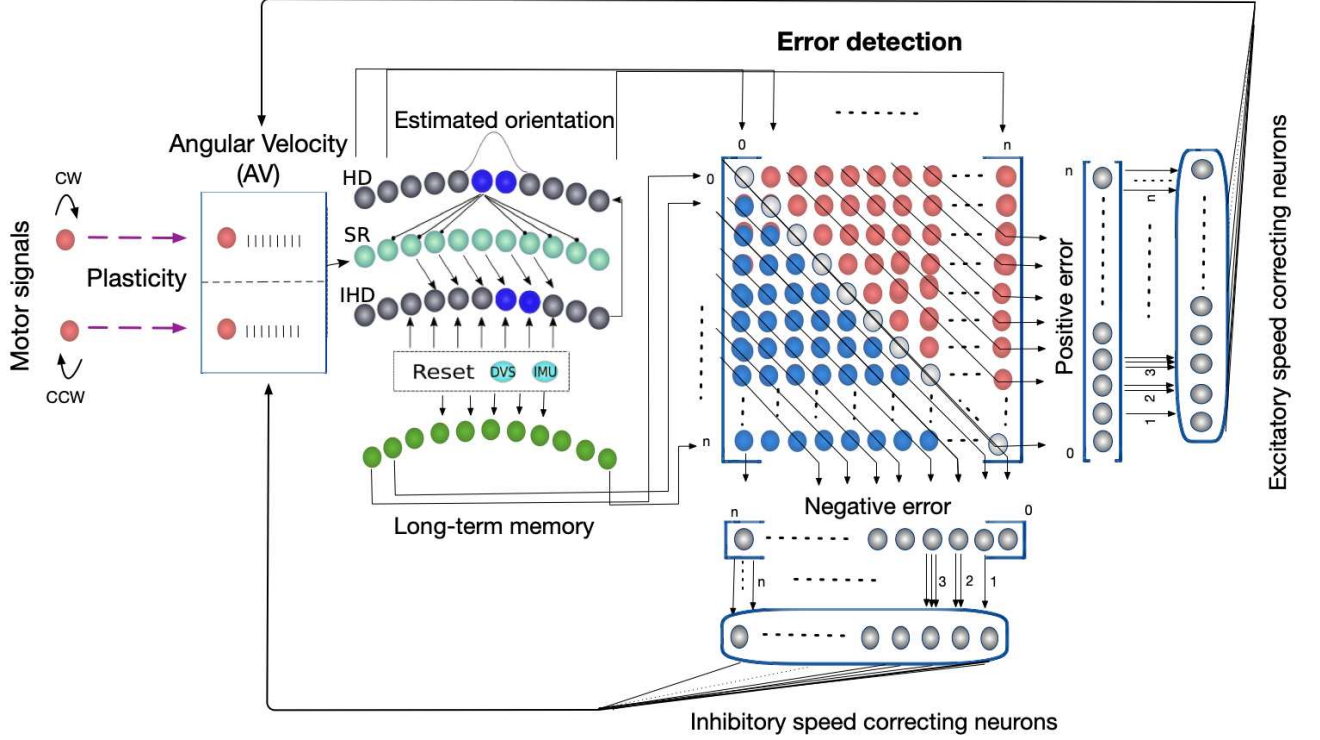 Error detection
Estimated orientation
Angular Velocity
(AV)
HD
CW
SR
Motor signals
Plasticity
IHD
Reset DVS IMU
CCW
Long-term memory
0
n
0
n
Positive error
n
0
n
3
2
1
Excitatory speed correcting neurons
Negative error
n
0
n
3
2
1
Inhibitory speed correcting neurons